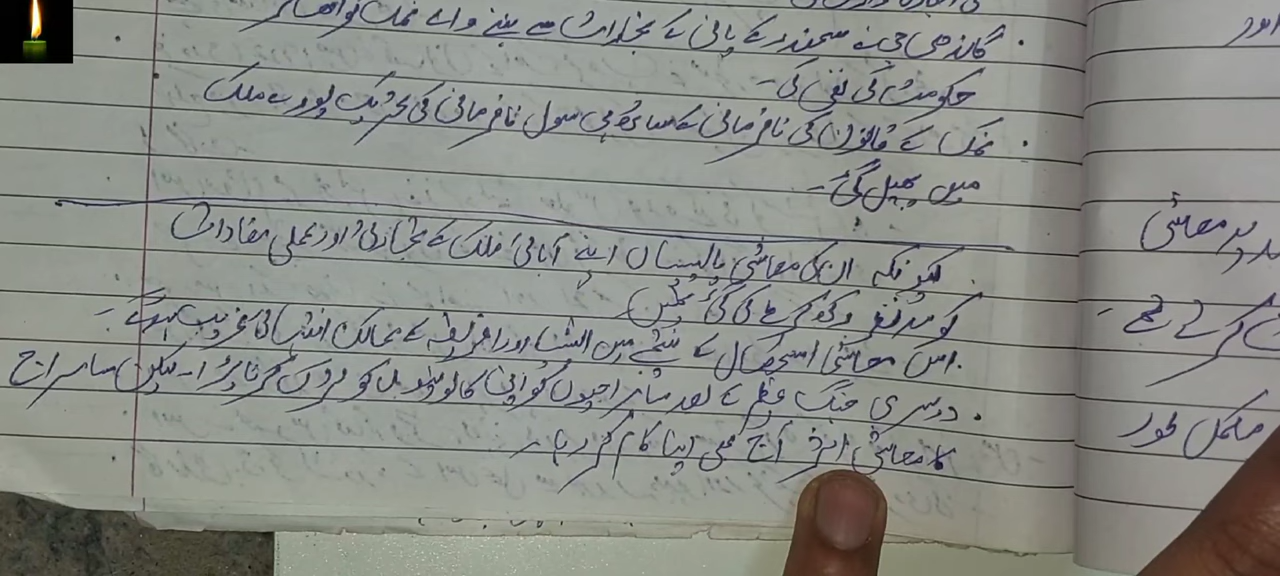 گاندھی جی نے سمندر کے پانی کے بخارات سے بننے والے نمک کو اٹھا کر
حکومت کی نفی کی۔
نمک کے قانون کی نافرمانی کے ساتھ ہی سول نافرمانی کی تحریک پورے ملک
میں پھیل گئی۔
کیونکہ ان کی معاشی پالیسیاں اپنے آبائی ملک کے تجارتی اور عملی مفادات
کو مدنظر رکھ کر طے کی گئی تھیں
اس معاشی استحصال کے نتیجے میں ایشیا اور افریقہ کے ممالک انتہائی غریب ہوگئے۔
دوسری جنگ عظیم کے بعد سامراجیوں کو اپنی کالونیوں کو ترک کرنا پڑا۔ لیکن سامراج
کا معاشی اثر آج بھی اپنا کام کر رہا۔
اور
معاشی
کرتے تھے۔
مکمل طور